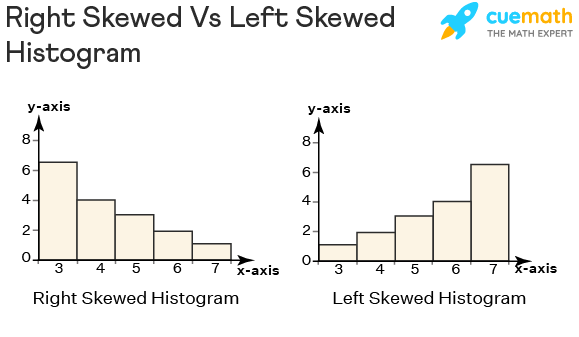 Right Skewed Vs Left Skewed
Histogram
cuemath
THE MATH EXPERT
y-axis
8
6
4
2
0
3 4 5 6 7 x-axis
Right Skewed Histogram
y-axis
8
6
4
2
0
3 4 5 6 7 x-axis
Left Skewed Histogram